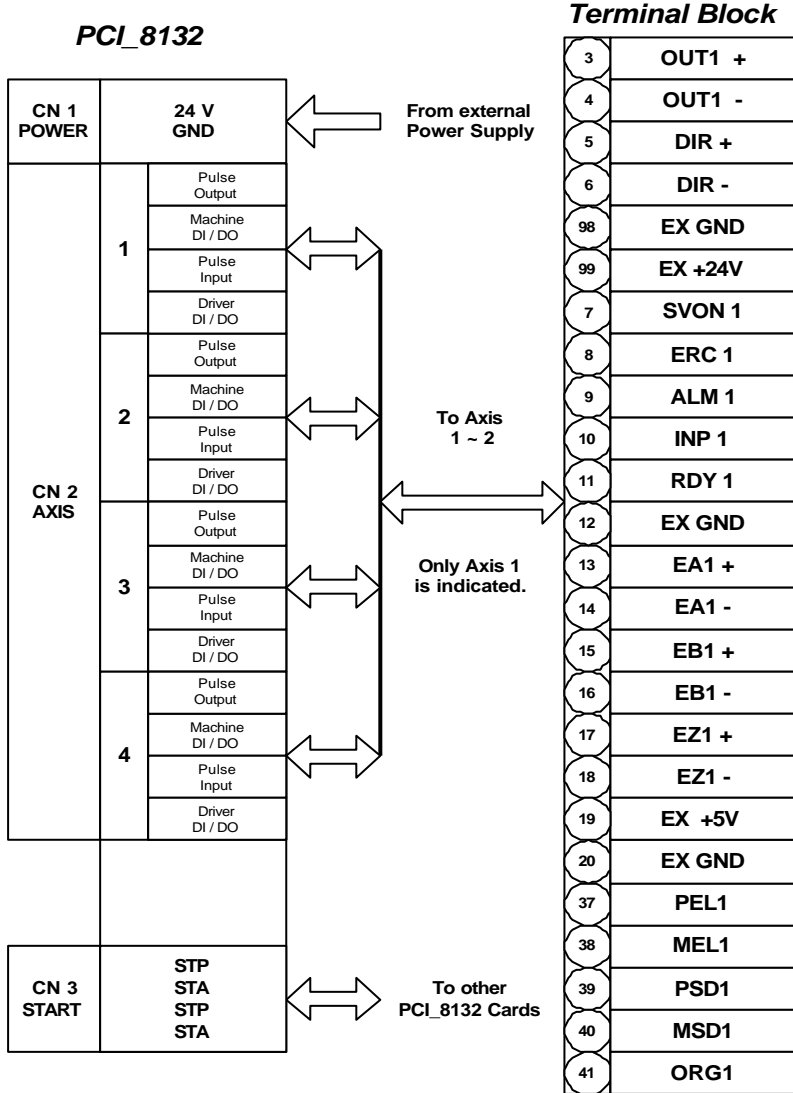 PCI_8132
CN 1
POWER
24 V
GND
From external
Power Supply
CN 2
AXIS
1
Pulse
Output
Machine
DI / DO
Pulse
Input
Driver
DI / DO
2
Pulse
Output
Machine
DI / DO
Pulse
Input
Driver
DI / DO
3
Pulse
Output
Machine
DI / DO
Pulse
Input
Driver
DI / DO
4
Pulse
Output
Machine
DI / DO
Pulse
Input
Driver
DI / DO
To Axis
1 ~ 2
Only Axis 1
is indicated.
CN 3
START
STP
STA
STP
STA
To other
PCI_8132 Cards
Terminal Block
3 OUT1 +
4 OUT1 -
5 DIR +
6 DIR -
98 EX GND
99 EX +24V
7 SVON 1
8 ERC 1
9 ALM 1
10 INP 1
11 RDY 1
12 EX GND
13 EA1 +
14 EA1 -
15 EB1 +
16 EB1 -
17 EZ1 +
18 EZ1 -
19 EX +5V
20 EX GND
37 PEL1
38 MEL1
39 PSD1
40 MSD1
41 ORG1